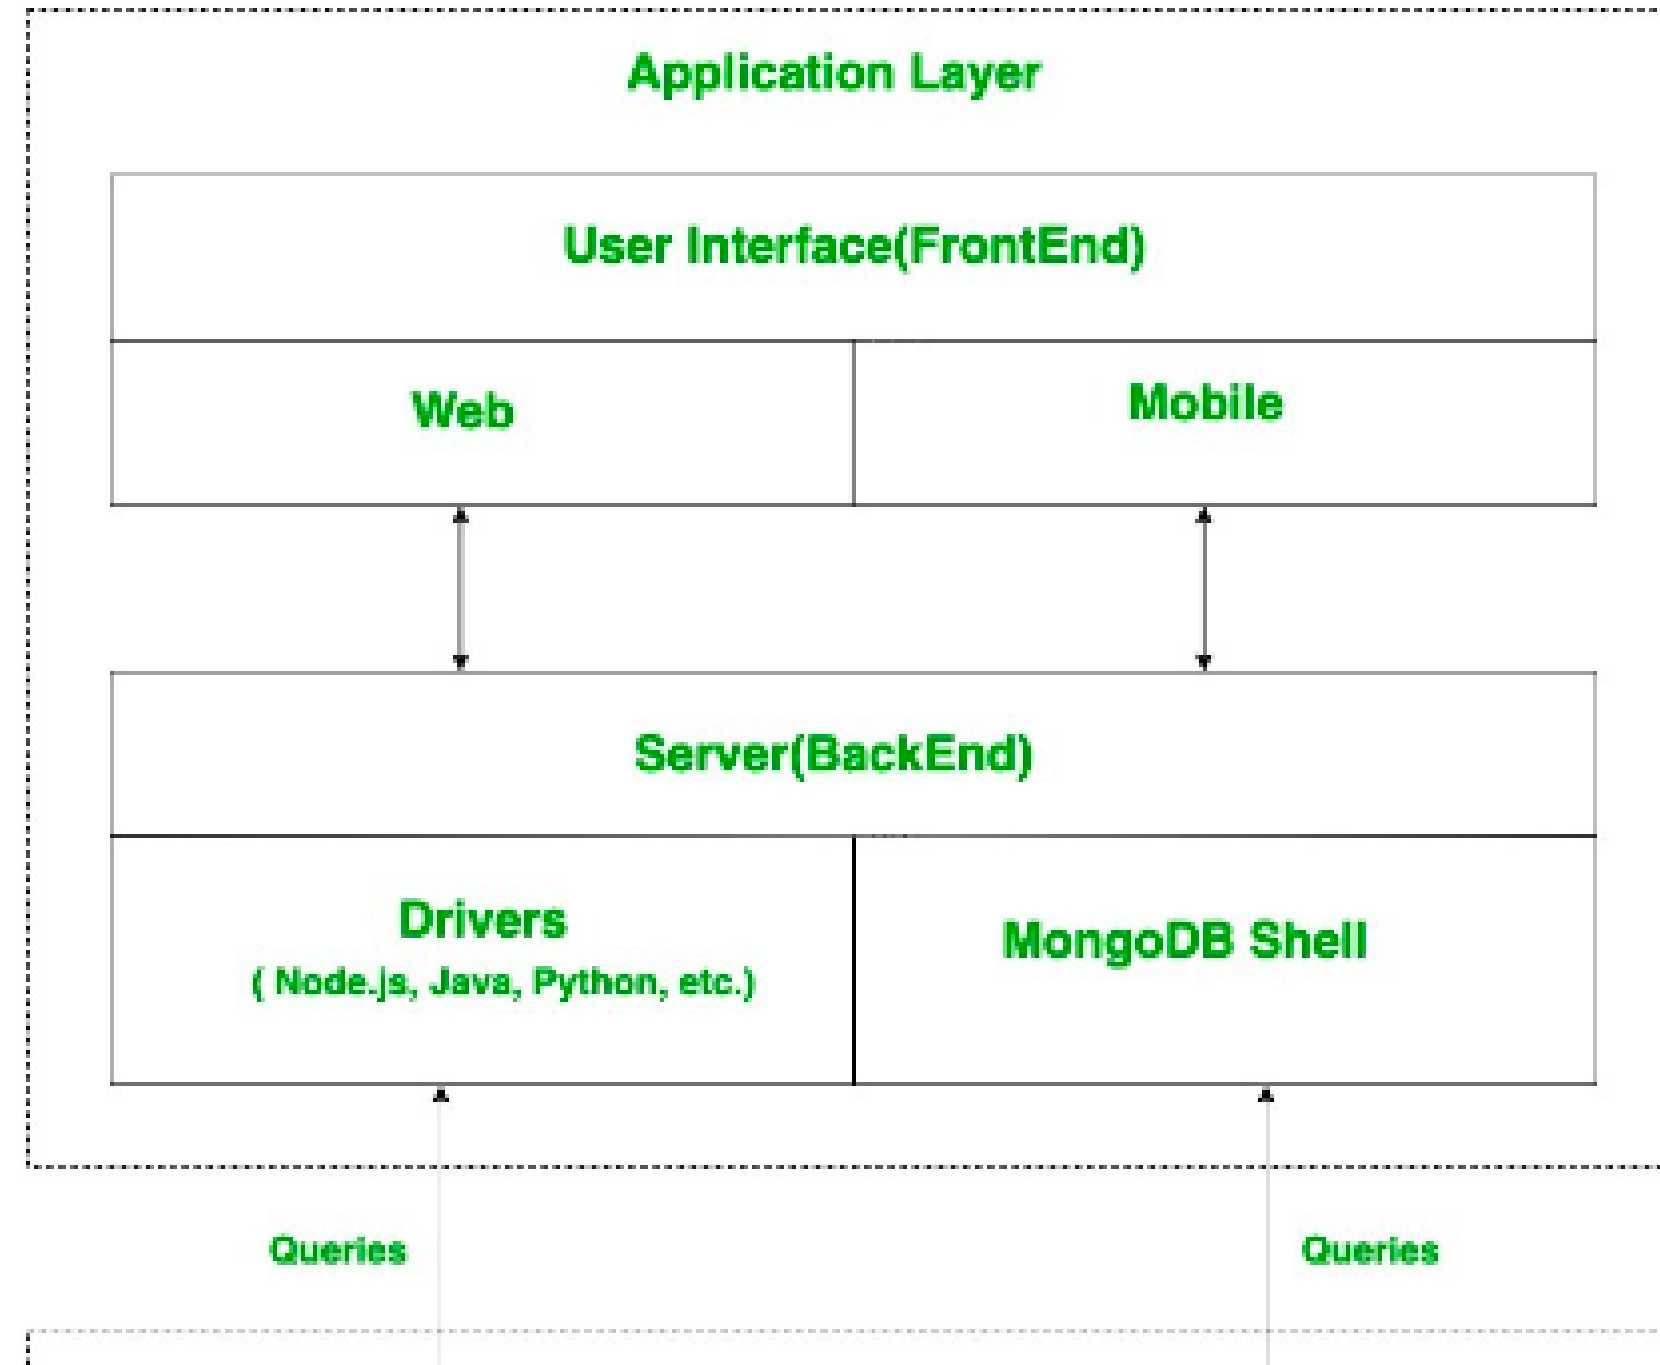 Application Layer
User Interface(FrontEnd)
Web
Mobile
Server(BackEnd)
Drivers
( Node.js, Java, Python, etc.)
MongoDB Shell
Queries
Queries